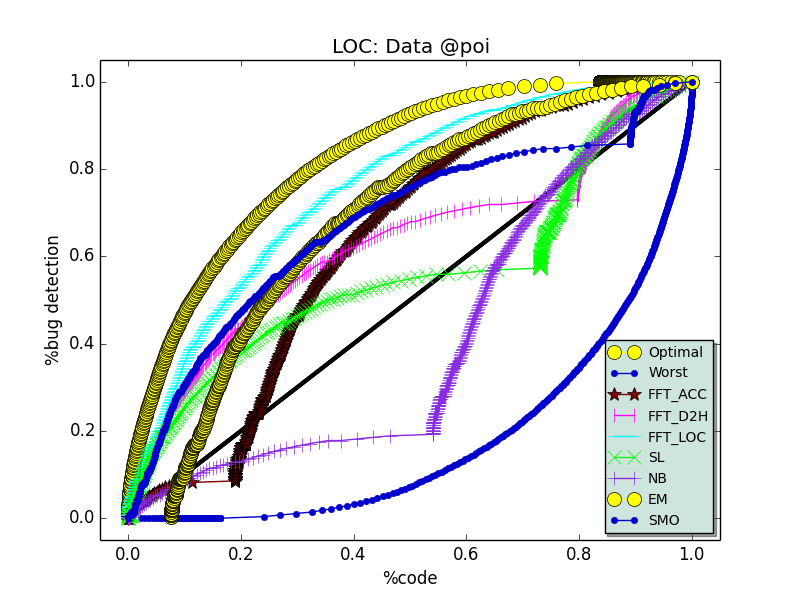 LOC: Data @poi
1.0
0.8
0.6
0.4
0.2
0.0
%bug detection
0.0 0.2 0.4 0.6 0.8 1.0
%code
Optimal
Worst
FFT_ACC
FFT_D2H
FFT_LOC
SL
NB
EM
SMO